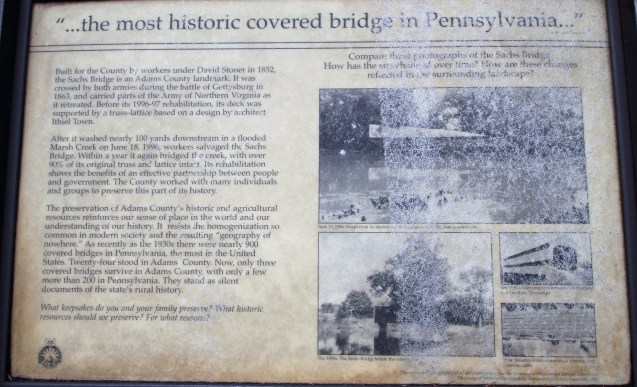 "...the most historic covered bridge in Pennsylvania..."
Built for the County by workers under David Stoner in 1852,
the Sachs Bridge is an Adams County landmark. It was
crossed by both armies during the battle of Gettysburg in
1863, and carried parts of the Army of Northern Virginia as
it retreated. Before its 1996-97 rehabilitation, its deck was
supported by a truss-lattice based on a design by architect
Ithiel Town.
After it washed nearly 100 yards downstream in a flooded
Marsh Creek on June 18, 1996, workers salvaged the Sachs
Bridge. Within a year it again bridged the creek, with over
90% of its original truss and lattice intact. Its rehabilitation
shows the benefits of an effective partnership between people
and government. The County worked with many individuals
and groups to preserve this part of its history.
The preservation of Adams County's historic and agricultural
resources reinforces our sense of place in the world and our
understanding of our history. It resists the homogenization so
common in modern society and the resulting "geography of
nowhere." As recently as the 1930s there were nearly 900
covered bridges in Pennsylvania, the most in the United
States. Twenty-four stood in Adams County. Now, only three
covered bridges survive in Adams County, with only a few
more than 200 in Pennsylvania. They stand as silent
documents of the state's rural history.
What keepsakes do you and your family preserve? What historic
resources should we preserve? For what reasons?
Compare these photographs of the Sachs Bridge.
How has the site changed over time? How are these changes
reflected in the surrounding landscape?